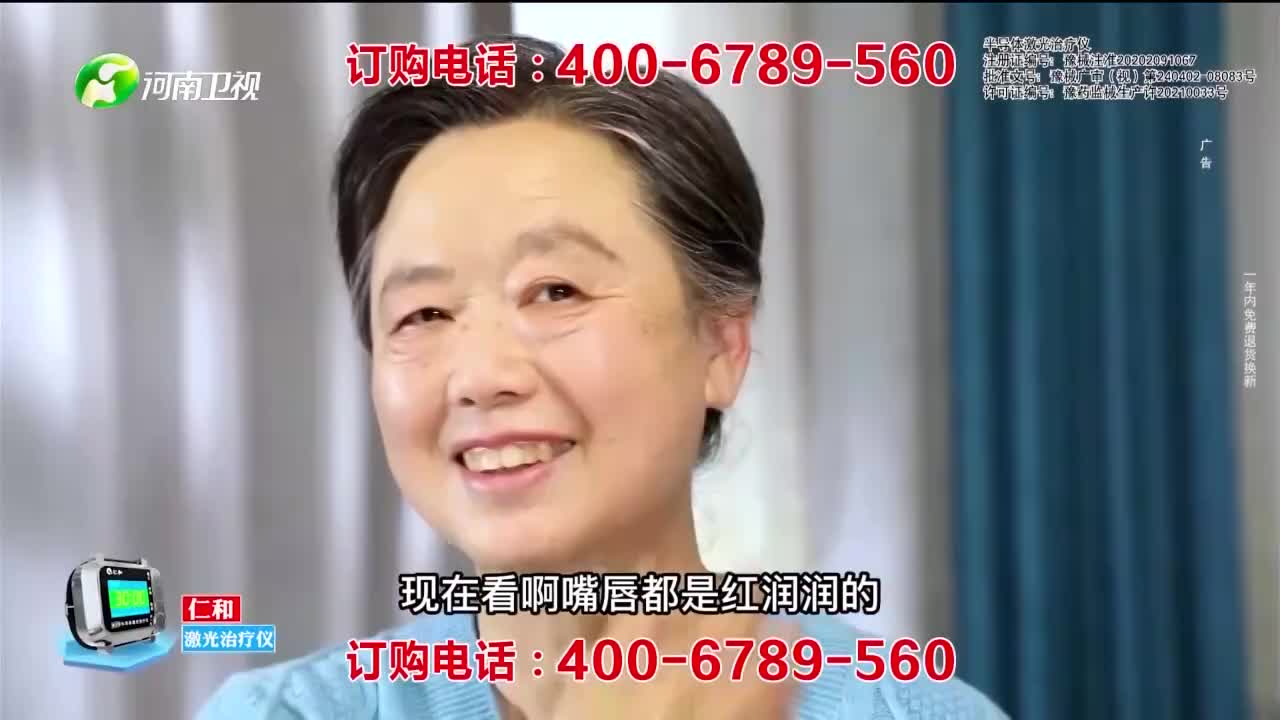 河南卫视
订购电话：400-6789-560
半导体激光治疗仪
注册证编号：豫械注准20202091067
批准文号：豫械广审（视）第240402-08083号
许可证编号：豫药监械生产许20210033号
广告
一年内免费退货换新
30:00
仁和
激光治疗仪
现在看啊嘴唇都是红润润的
订购电话：400-6789-560